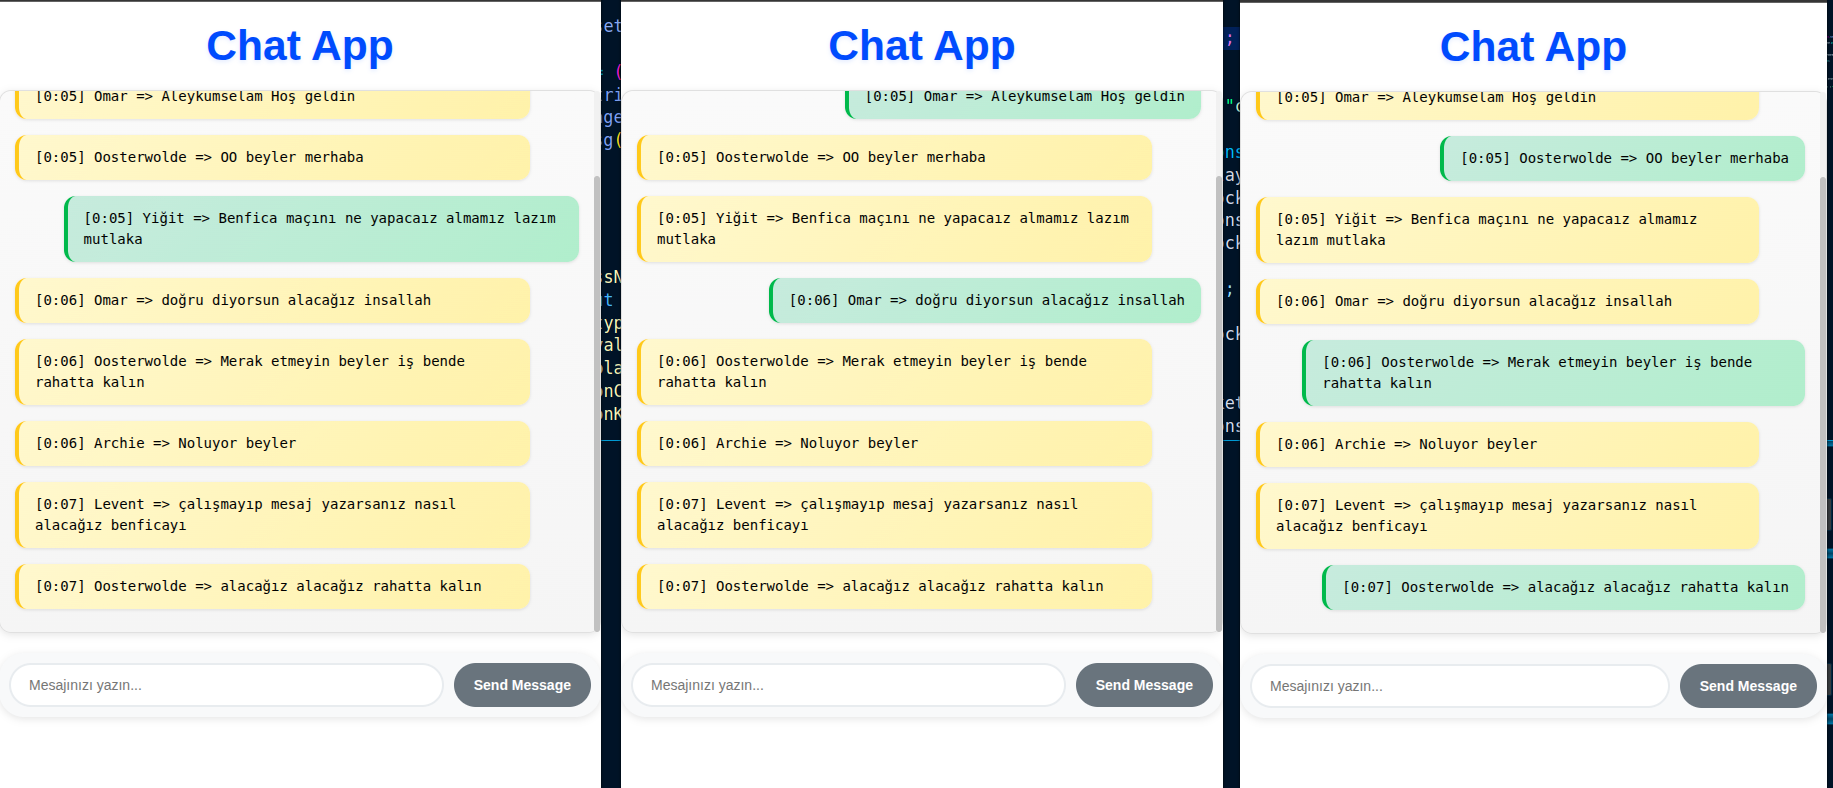 Chat App
[0:05] Omar => Aleykumselam Hoş geldin
[0:05] Oosterwolde => OO beyler merhaba
[0:05] Yiğit => Benfica maçını ne yapacaız almamız lazım
mutlaka
[0:06] Omar => doğru diyorsun alacağız insallah
[0:06] Oosterwolde => Merak etmeyin beyler iş bende
rahatta kalın
[0:06] Archie => Noluyor beyler
[0:07] Levent => çalışmayıp mesaj yazarsanız nasıl
alacağız benficayı
[0:07] Oosterwolde => alacağız alacağız rahatta kalın
Mesajınızı yazın...
Send Message
Chat App
[0:05] Omar => Aleykumselam Hoş geldin
[0:05] Oosterwolde => OO beyler merhaba
[0:05] Yiğit => Benfica maçını ne yapacaız almamız lazım
mutlaka
[0:06] Omar => doğru diyorsun alacağız insallah
[0:06] Oosterwolde => Merak etmeyin beyler iş bende
rahatta kalın
[0:06] Archie => Noluyor beyler
[0:07] Levent => çalışmayıp mesaj yazarsanız nasıl
alacağız benficayı
[0:07] Oosterwolde => alacağız alacağız rahatta kalın
Mesajınızı yazın...
Send Message
Chat App
[0:05] Omar => Aleykumselam Hoş geldin
[0:05] Oosterwolde => OO beyler merhaba
[0:05] Yiğit => Benfica maçını ne yapacaız almamız
lazım mutlaka
[0:06] Omar => doğru diyorsun alacağız insallah
[0:06] Oosterwolde => Merak etmeyin beyler iş bende
rahatta kalın
[0:06] Archie => Noluyor beyler
[0:07] Levent => çalışmayıp mesaj yazarsanız nasıl
alacağız benficayı
[0:07] Oosterwolde => alacağız alacağız rahatta kalın
Mesajınızı yazın...
Send Message